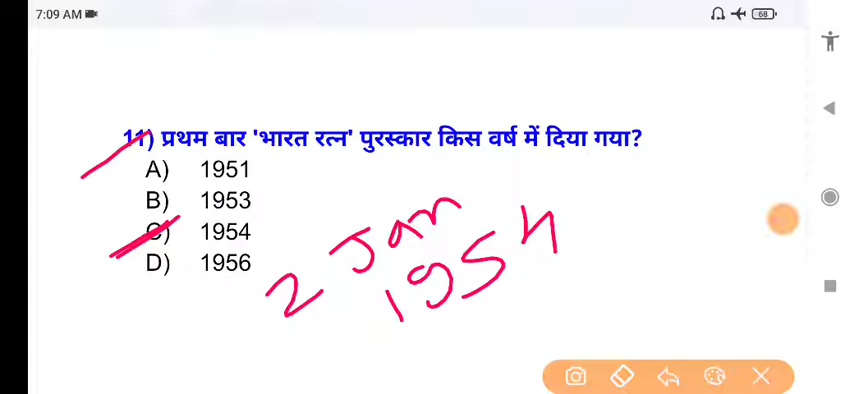 7:09 AM
68
11) प्रथम बार 'भारत रत्न' पुरस्कार किस वर्ष में दिया गया?
A) 1951
B) 1953
C) 1954
D) 1956
2 Jan
1954